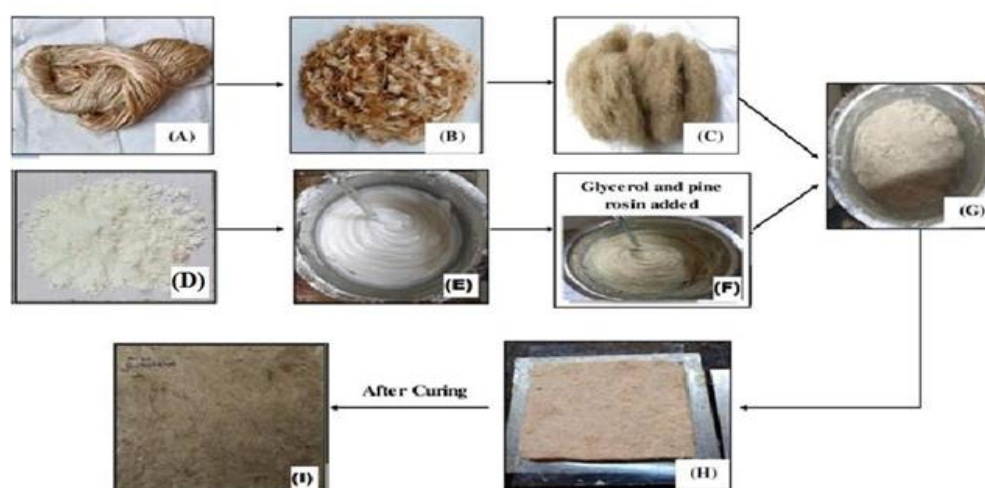 (A)
(B)
(C)
(D)
(E)
Glycerol and pine
rosin added
(F)
(G)
After Curing
(H)
(I)